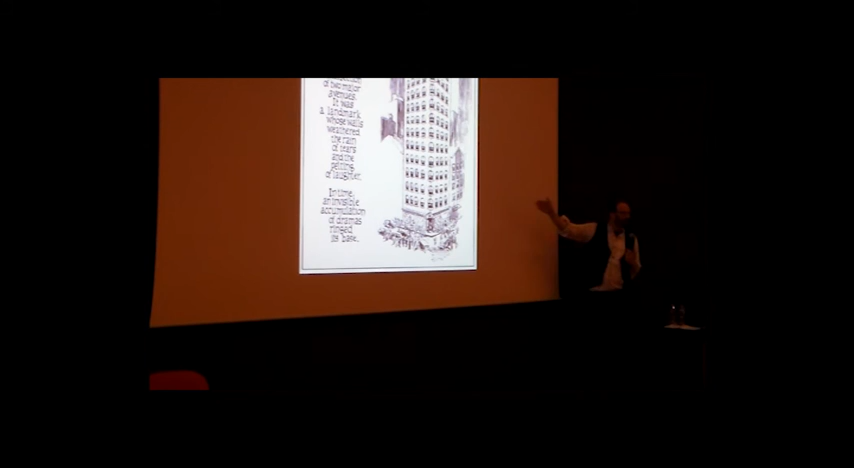 of two major
avenues.
It was
a landmark
whose walls
weathered
the rain
of tears
and the
pelting
of laughter.
In time,
an invisible
accumulation
of dramas
ringed
its base.